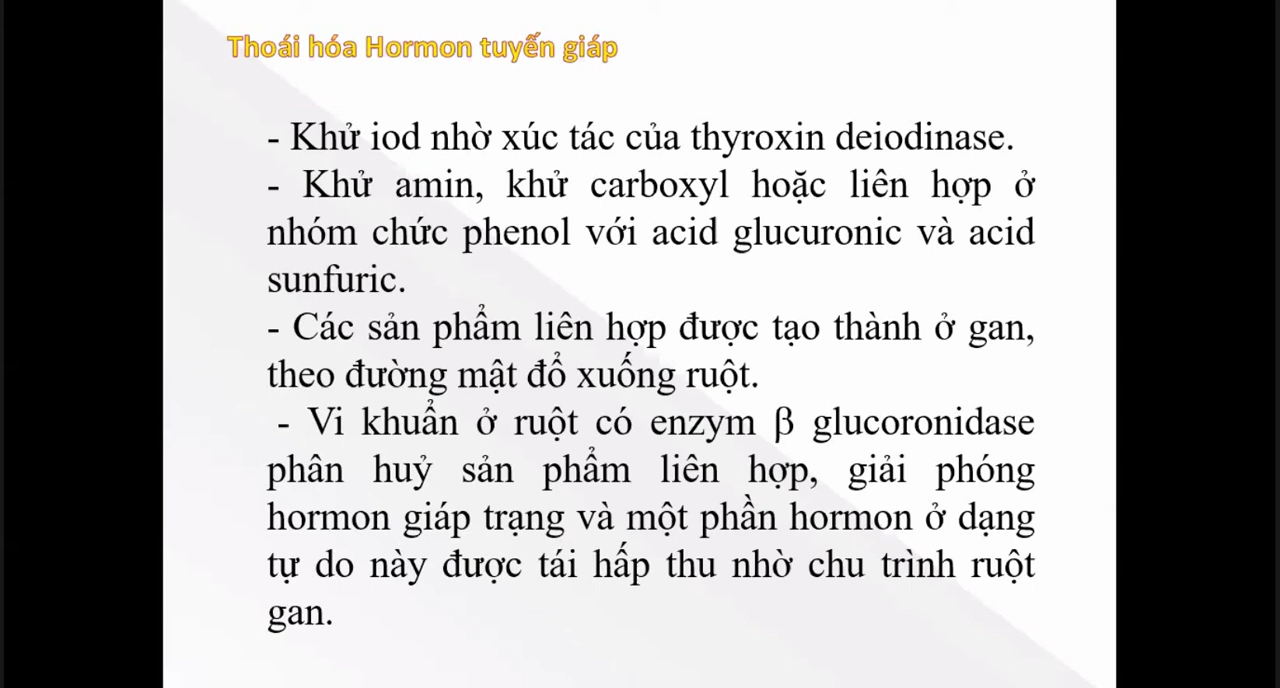 Thoái hóa Hormon tuyến giáp
- Khử iod nhờ xúc tác của thyroxin deiodinase.
- Khử amin, khử carboxyl hoặc liên hợp ở
nhóm chức phenol với acid glucuronic và acid
sunfuric.
- Các sản phẩm liên hợp được tạo thành ở gan,
theo đường mật đổ xuống ruột.
- Vi khuẩn ở ruột có enzym β glucoronidase
phân huỷ sản phẩm liên hợp, giải phóng
hormon giáp trạng và một phần hormon ở dạng
tự do này được tái hấp thu nhờ chu trình ruột
gan.